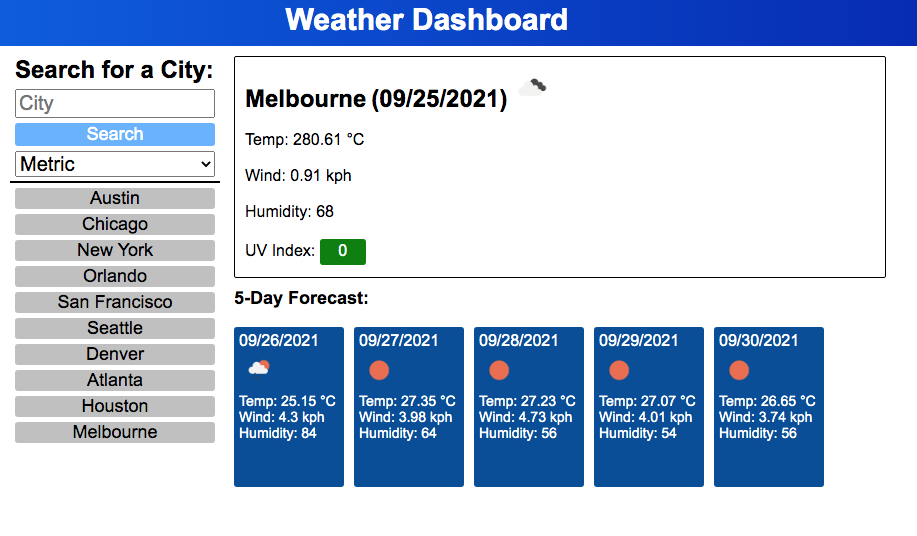 Weather Dashboard
Search for a City:
City
Search
Metric
Austin
Chicago
New York
Orlando
San Francisco
Seattle
Denver
Atlanta
Houston
Melbourne
Melbourne (09/25/2021)
Temp: 280.61 °C
Wind: 0.91 kph
Humidity: 68
UV Index: 0
5-Day Forecast:
09/26/2021
Temp: 25.15 °C
Wind: 4.3 kph
Humidity: 84
09/27/2021
Temp: 27.35 °C
Wind: 3.98 kph
Humidity: 64
09/28/2021
Temp: 27.23 °C
Wind: 4.73 kph
Humidity: 56
09/29/2021
Temp: 27.07 °C
Wind: 4.01 kph
Humidity: 54
09/30/2021
Temp: 26.65 °C
Wind: 3.74 kph
Humidity: 56